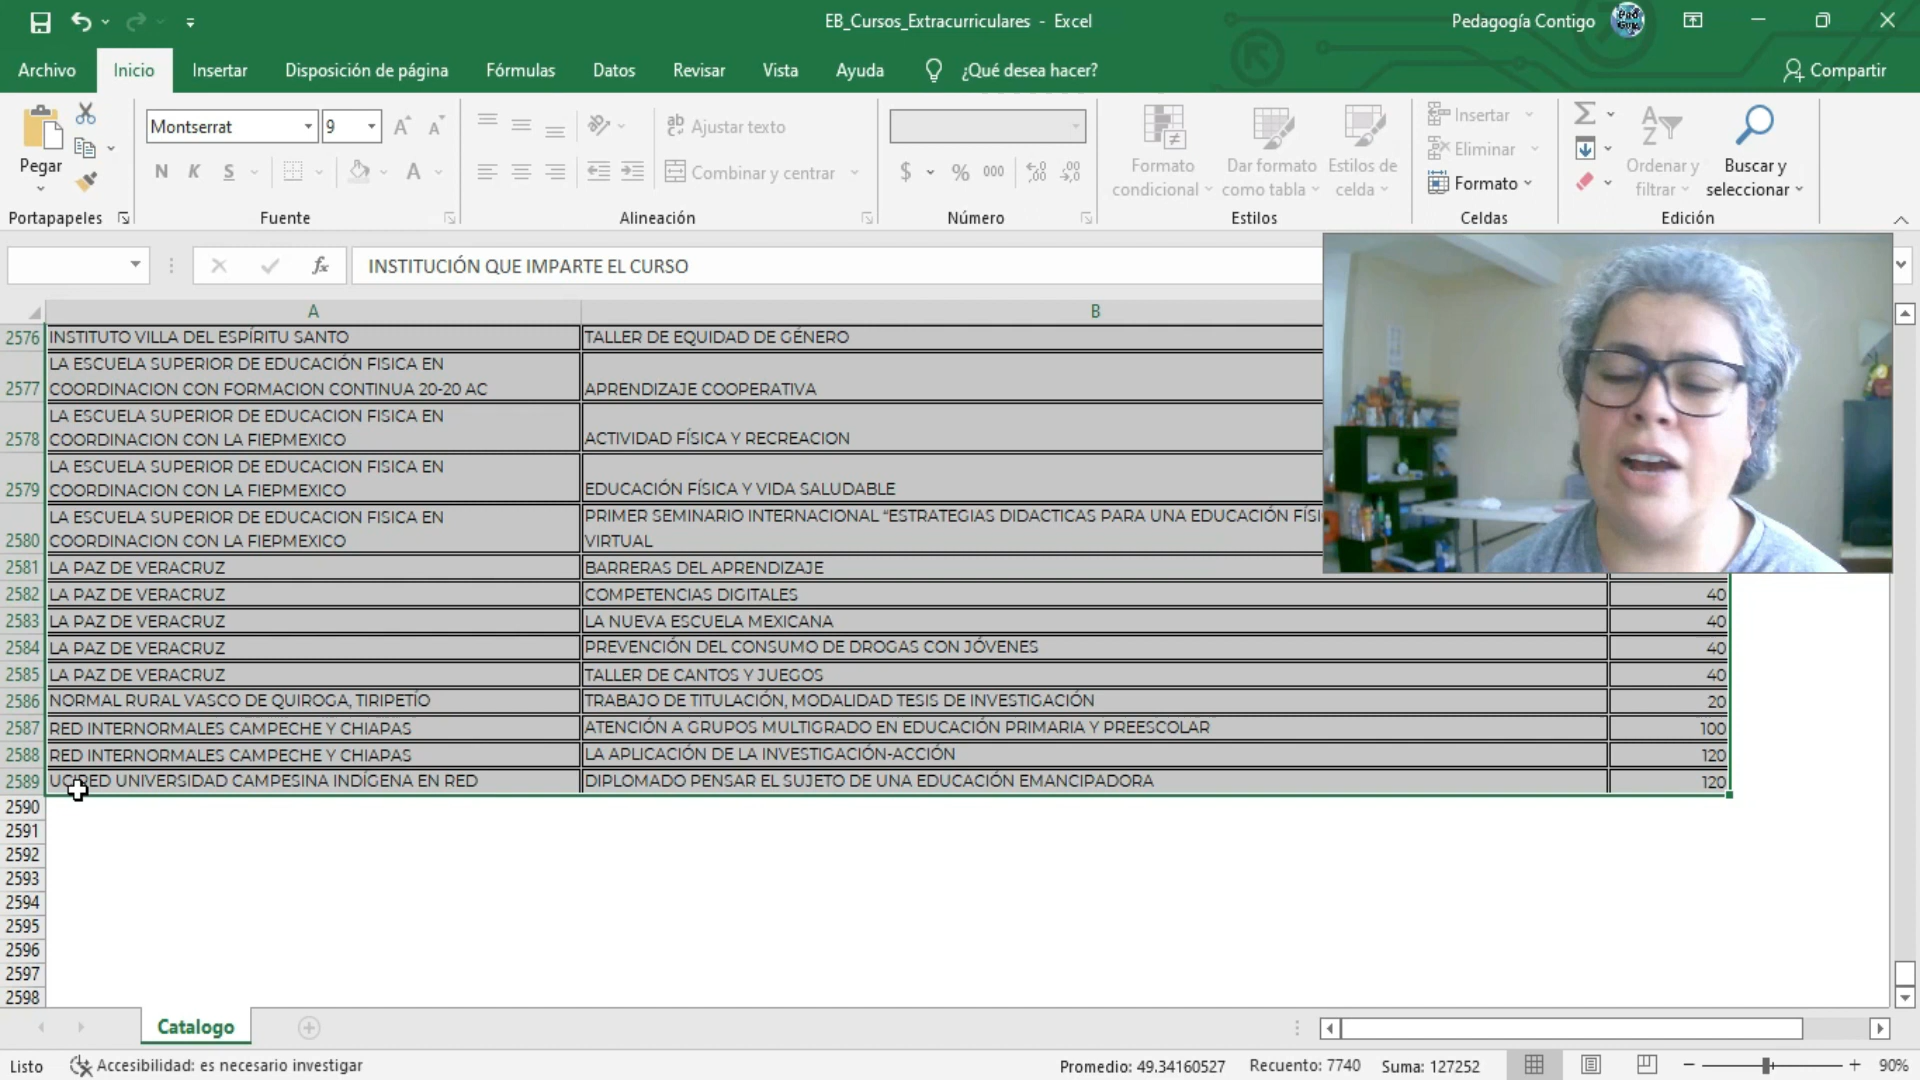 EB_Cursos_Extracurriculares - Excel
Pedagogía Contigo
Archivo Inicio Insertar Disposición de página Fórmulas Datos Revisar Vista Ayuda ¿Qué desea hacer? Compartir
Pegar
Montserrat 9
N K S
Ajustar texto
Combinar y centrar
$ % 000
Formato condicional
Dar formato como tabla
Estilos de celda
Insertar
Eliminar
Formato
Ordenar y filtrar
Buscar y seleccionar
Portapapeles Fuente Alineación Número Estilos Celdas Edición
fx INSTITUCIÓN QUE IMPARTE EL CURSO
A B
2576 INSTITUTO VILLA DEL ESPÍRITU SANTO TALLER DE EQUIDAD DE GÉNERO
LA ESCUELA SUPERIOR DE EDUCACIÓN FISICA EN
2577 COORDINACION CON FORMACION CONTINUA 20-20 AC APRENDIZAJE COOPERATIVA
LA ESCUELA SUPERIOR DE EDUCACION FISICA EN
2578 COORDINACION CON LA FIEPMEXICO ACTIVIDAD FÍSICA Y RECREACION
LA ESCUELA SUPERIOR DE EDUCACION FISICA EN
2579 COORDINACION CON LA FIEPMEXICO EDUCACIÓN FÍSICA Y VIDA SALUDABLE
LA ESCUELA SUPERIOR DE EDUCACION FISICA EN PRIMER SEMINARIO INTERNACIONAL “ESTRATEGIAS DIDACTICAS PARA UNA EDUCACIÓN FÍSI
2580 COORDINACION CON LA FIEPMEXICO VIRTUAL
2581 LA PAZ DE VERACRUZ BARRERAS DEL APRENDIZAJE
2582 LA PAZ DE VERACRUZ COMPETENCIAS DIGITALES 40
2583 LA PAZ DE VERACRUZ LA NUEVA ESCUELA MEXICANA 40
2584 LA PAZ DE VERACRUZ PREVENCIÓN DEL CONSUMO DE DROGAS CON JÓVENES 40
2585 LA PAZ DE VERACRUZ TALLER DE CANTOS Y JUEGOS 40
2586 NORMAL RURAL VASCO DE QUIROGA, TIRIPETÍO TRABAJO DE TITULACIÓN, MODALIDAD TESIS DE INVESTIGACIÓN 20
2587 RED INTERNORMALES CAMPECHE Y CHIAPAS ATENCIÓN A GRUPOS MULTIGRADO EN EDUCACIÓN PRIMARIA Y PREESCOLAR 100
2588 RED INTERNORMALES CAMPECHE Y CHIAPAS LA APLICACIÓN DE LA INVESTIGACIÓN-ACCIÓN 120
2589 UNIVERSIDAD CAMPESINA INDÍGENA EN RED DIPLOMADO PENSAR EL SUJETO DE UNA EDUCACIÓN EMANCIPADORA 120
2590
2591
2592
2593
2594
2595
2596
2597
2598
Catalogo
Listo Accesibilidad: es necesario investigar Promedio: 49.34160527 Recuento: 7740 Suma: 127252 90%